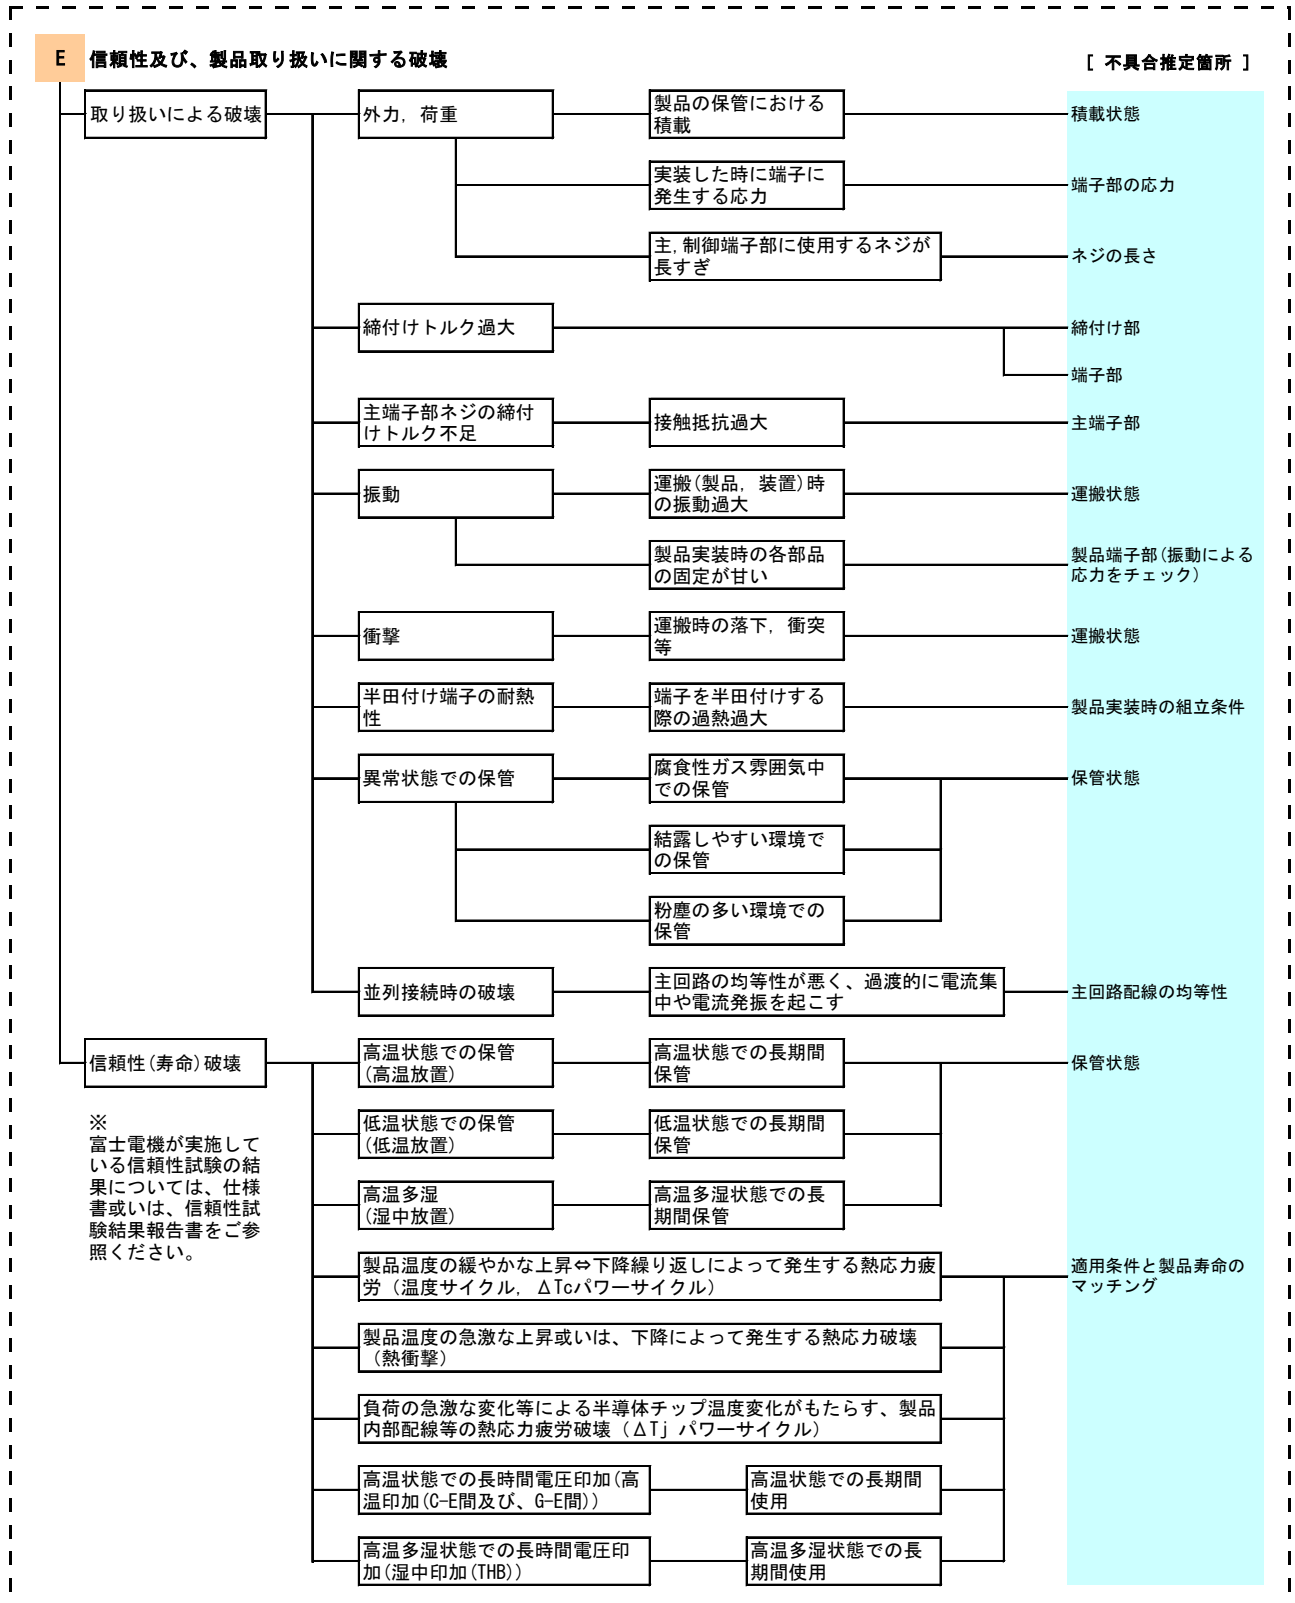 E 信頼性及び、製品取り扱いに関する破壊
[ 不具合推定箇所 ]
取り扱いによる破壊
外力, 荷重
製品の保管における
積載
積載状態
実装した時に端子に
発生する応力
端子部の応力
主,制御端子部に使用するネジが
長すぎ
ネジの長さ
締付けトルク過大
締付け部
端子部
主端子部ネジの締付
けトルク不足
接触抵抗過大
主端子部
振動
運搬(製品, 装置)時
の振動過大
運搬状態
製品実装時の各部品
の固定が甘い
製品端子部(振動による
応力をチェック)
衝撃
運搬時の落下, 衝突
等
運搬状態
半田付け端子の耐熱
性
端子を半田付けする
際の過熱過大
製品実装時の組立条件
異常状態での保管
腐食性ガス雰囲気中
での保管
保管状態
結露しやすい環境で
の保管
粉塵の多い環境での
保管
並列接続時の破壊
主回路の均等性が悪く、過渡的に電流集
中や電流発振を起こす
主回路配線の均等性
信頼性(寿命)破壊
高温状態での保管
(高温放置)
高温状態での長期間
保管
保管状態
※
富士電機が実施して
いる信頼性試験の結
果については、仕様
書或いは、信頼性試
験結果報告書をご参
照ください。
低温状態での保管
(低温放置)
低温状態での長期間
保管
高温多湿
(湿中放置)
高温多湿状態での長
期間保管
製品温度の緩やかな上昇⇔下降繰り返しによって発生する熱応力疲
労（温度サイクル, ΔTcパワーサイクル）
適用条件と製品寿命の
マッチング
製品温度の急激な上昇或いは、下降によって発生する熱応力破壊
（熱衝撃）
負荷の急激な変化等による半導体チップ温度変化がもたらす、製品
内部配線等の熱応力疲労破壊（ΔTj パワーサイクル）
高温状態での長時間電圧印加(高
温印加(C-E間及び、G-E間))
高温状態での長期間
使用
高温多湿状態での長時間電圧印
加(湿中印加(THB))
高温多湿状態での長
期間使用